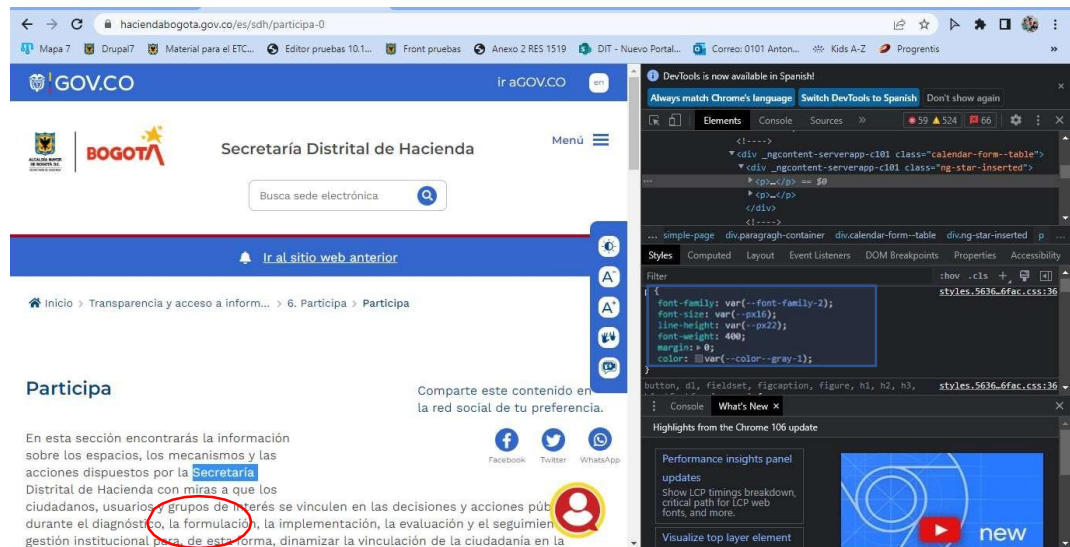 haciendabogota.gov.co/es/sdh/participa-0
Mapa 7 Drupal7 Material para el ETC... Editor pruebas 10.1... Front pruebas Anexo 2 RES 1519 DIT - Nuevo Portal... Correo: 0101 Anton... Kids A-Z Progrentis »
GOV.CO ir aGOV.CO en
BOGOTÁ
Secretaría Distrital de Hacienda
Menú
Busca sede electrónica
Ir al sitio web anterior
A-
A+
Inicio > Transparencia y acceso a inform... > 6. Participa > Participa
Participa
Comparte este contenido en
la red social de tu preferencia.
Facebook Twitter WhatsApp
En esta sección encontrarás la información
sobre los espacios, los mecanismos y las
acciones dispuestos por la Secretaría
Distrital de Hacienda con miras a que los
ciudadanos, usuarios y grupos de interés se vinculen en las decisiones y acciones púb
durante el diagnóstico, la formulación, la implementación, la evaluación y el seguimien
gestión institucional para, de esta forma, dinamizar la vinculación de la ciudadanía en la
DevTools is now available in Spanish!
Always match Chrome's language Switch DevTools to Spanish Don't show again
Elements Console Sources » 59 524 66
<!---->
<div _ngcontent-serverapp-c101 class="calendar-form--table">
<div _ngcontent-serverapp-c101 class="ng-star-inserted">
... <p>…</p> == $0
<p>…</p>
</div>
<!---->
... simple-page div.paragragh-container div.calendar-form--table div.ng-star-inserted p ...
Styles Computed Layout Event Listeners DOM Breakpoints Properties Accessibility
Filter :hov .cls +
p { styles.5636…6fac.css:36
font-family: var(--font-family-2);
font-size: var(--px16);
line-height: var(--px22);
font-weight: 400;
margin: 0;
color: var(--color--gray-1);
}
button, dl, fieldset, figcaption, figure, h1, h2, h3, styles.5636…6fac.css:36
Console What's New ×
Highlights from the Chrome 106 update
Performance insights panel
updates
Show LCP timings breakdown,
critical path for LCP web
fonts, and more.
Visualize top layer element
new